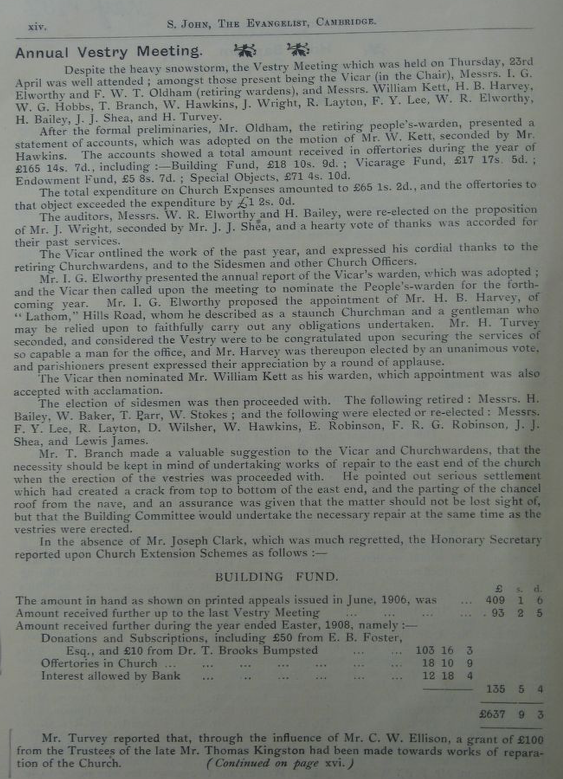 xiv. S. JOHN, THE EVANGELIST, CAMBRIDGE.
Annual Vestry Meeting.
Despite the heavy snowstorm, the Vestry Meeting which was held on Thursday, 23rd
April was well attended ; amongst those present being the Vicar (in the Chair), Messrs. I. G.
Elworthy and F. W. T. Oldham (retiring wardens), and Messrs. William Kett, H. B. Harvey,
W. G. Hobbs, T. Branch, W. Hawkins, J. Wright, R. Layton, F. Y. Lee, W. R. Elworthy,
H. Bailey, J. J. Shea, and H. Turvey.
After the formal preliminaries, Mr. Oldham, the retiring people's-warden, presented a
statement of accounts, which was adopted on the motion of Mr. W. Kett, seconded by Mr.
Hawkins. The accounts showed a total amount received in offertories during the year of
£165 14s. 7d., including :—Building Fund, £18 10s. 9d. ; Vicarage Fund, £17 17s. 5d. ;
Endowment Fund, £5 8s. 7d. ; Special Objects, £71 4s. 10d.
The total expenditure on Church Expenses amounted to £65 1s. 2d., and the offertories to
that object exceeded the expenditure by £1 2s. 0d.
The auditors, Messrs. W. R. Elworthy and H. Bailey, were re-elected on the proposition
of Mr. J. Wright, seconded by Mr. J. J. Shea, and a hearty vote of thanks was accorded for
their past services.
The Vicar outlined the work of the past year, and expressed his cordial thanks to the
retiring Churchwardens, and to the Sidesmen and other Church Officers.
Mr. I. G. Elworthy presented the annual report of the Vicar's warden, which was adopted ;
and the Vicar then called upon the meeting to nominate the People's-warden for the forth-
coming year. Mr. I. G. Elworthy proposed the appointment of Mr. H. B. Harvey, of
“ Lathom,” Hills Road, whom he described as a staunch Churchman and a gentleman who
may be relied upon to faithfully carry out any obligations undertaken. Mr. H. Turvey
seconded, and considered the Vestry were to be congratulated upon securing the services of
so capable a man for the office, and Mr. Harvey was thereupon elected by an unanimous vote,
and parishioners present expressed their appreciation by a round of applause.
The Vicar then nominated Mr. William Kett as his warden, which appointment was also
accepted with acclamation.
The election of sidesmen was then proceeded with. The following retired : Messrs. H.
Bailey, W. Baker, T. Parr, W. Stokes ; and the following were elected or re-elected : Messrs.
F. Y. Lee, R. Layton, D. Wilsher, W. Hawkins, E. Robinson, F. R. G. Robinson, J. J.
Shea, and Lewis James.
Mr. T. Branch made a valuable suggestion to the Vicar and Churchwardens, that the
necessity should be kept in mind of undertaking works of repair to the east end of the church
when the erection of the vestries was proceeded with. He pointed out serious settlement
which had created a crack from top to bottom of the east end, and the parting of the chancel
roof from the nave, and an assurance was given that the matter should not be lost sight of,
but that the Building Committee would undertake the necessary repair at the same time as the
vestries were erected.
In the absence of Mr. Joseph Clark, which was much regretted, the Honorary Secretary
reported upon Church Extension Schemes as follows :—
BUILDING FUND.
£ s. d.
The amount in hand as shown on printed appeals issued in June, 1906, was ... 409 1 6
Amount received further up to the last Vestry Meeting ... ... ... ... . 93 2 5
Amount received further during the year ended Easter, 1908, namely :—
Donations and Subscriptions, including £50 from E. B. Foster,
Esq., and £10 from Dr. T. Brooks Bumpsted ... ... 103 16 3
Offertories in Church ... ... ... ... ... ... 18 10 9
Interest allowed by Bank ... ... ... ... ... 12 18 4
135 5 4
£637 9 3
Mr. Turvey reported that, through the influence of Mr. C. W. Ellison, a grant of £100
from the Trustees of the late Mr. Thomas Kingston had been made towards works of repara-
tion of the Church. (Continued on page xvi.)